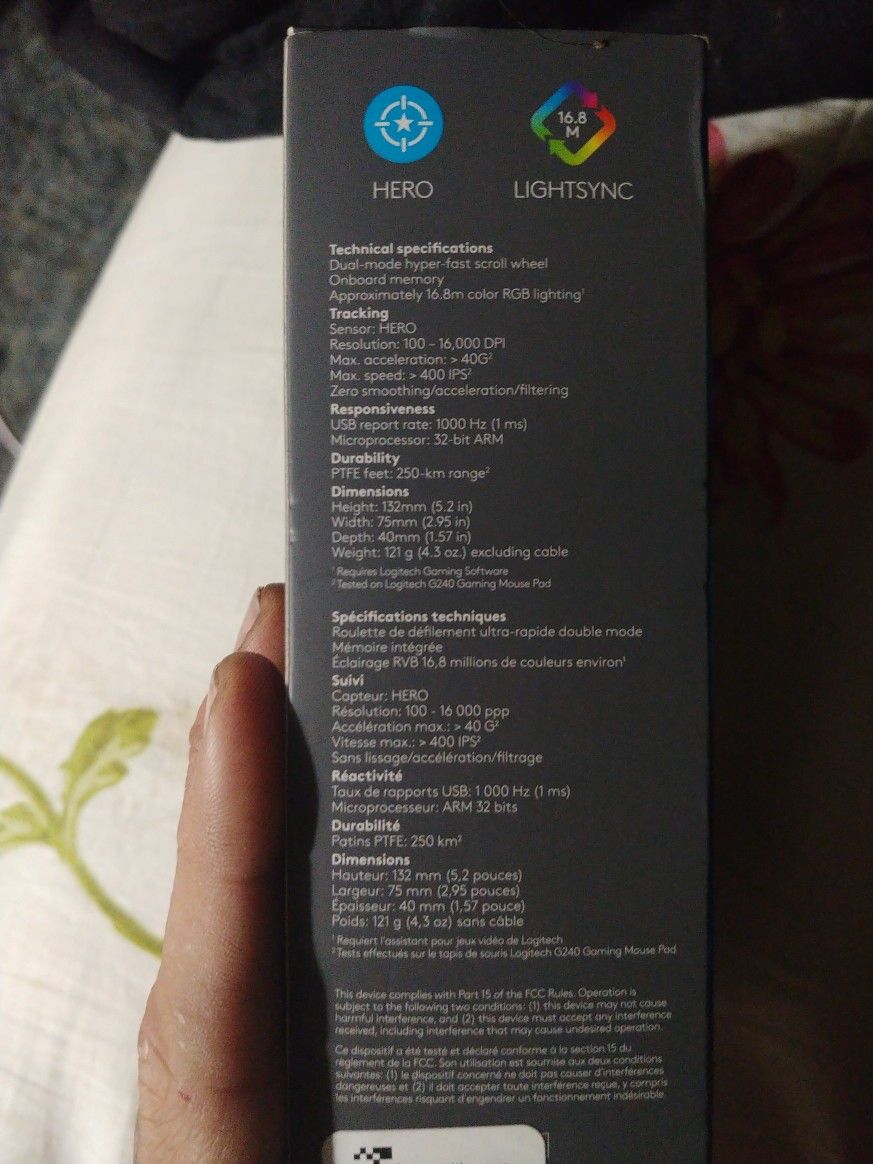 16.8
M
HERO
LIGHTSYNC
Technical specifications
Dual-mode hyper-fast scroll wheel
Onboard memory
Approximately 16.8m color RGB lighting¹
Tracking
Sensor: HERO
Resolution: 100 – 16,000 DPI
Max. acceleration: > 40G²
Max. speed: > 400 IPS²
Zero smoothing/acceleration/filtering
Responsiveness
USB report rate: 1000 Hz (1 ms)
Microprocessor: 32-bit ARM
Durability
PTFE feet: 250-km range²
Dimensions
Height: 132mm (5.2 in)
Width: 75mm (2.95 in)
Depth: 40mm (1.57 in)
Weight: 121 g (4.3 oz.) excluding cable
¹ Requires Logitech Gaming Software
² Tested on Logitech G240 Gaming Mouse Pad
Spécifications techniques
Roulette de défilement ultra-rapide double mode
Mémoire intégrée
Éclairage RVB 16,8 millions de couleurs environ¹
Suivi
Capteur: HERO
Résolution: 100 - 16 000 ppp
Accélération max.: > 40 G²
Vitesse max.: > 400 IPS²
Sans lissage/accélération/filtrage
Réactivité
Taux de rapports USB: 1 000 Hz (1 ms)
Microprocesseur: ARM 32 bits
Durabilité
Patins PTFE: 250 km²
Dimensions
Hauteur: 132 mm (5,2 pouces)
Largeur: 75 mm (2,95 pouces)
Épaisseur: 40 mm (1,57 pouce)
Poids: 121 g (4,3 oz) sans câble
¹ Requiert l'assistant pour jeux vidéo de Logitech
² Tests effectués sur le tapis de souris Logitech G240 Gaming Mouse Pad
This device complies with Part 15 of the FCC Rules. Operation is
subject to the following two conditions: (1) this device may not cause
harmful interference, and (2) this device must accept any interference
received, including interference that may cause undesired operation.
Ce dispositif a été testé et déclaré conforme à la section 15 du
règlement de la FCC. Son utilisation est soumise aux deux conditions
suivantes: (1) le dispositif concerné ne doit pas causer d'interférences
dangereuses et (2) il doit accepter toute interférence reçue, y compris
les interférences risquant d'engendrer un fonctionnement indésirable.